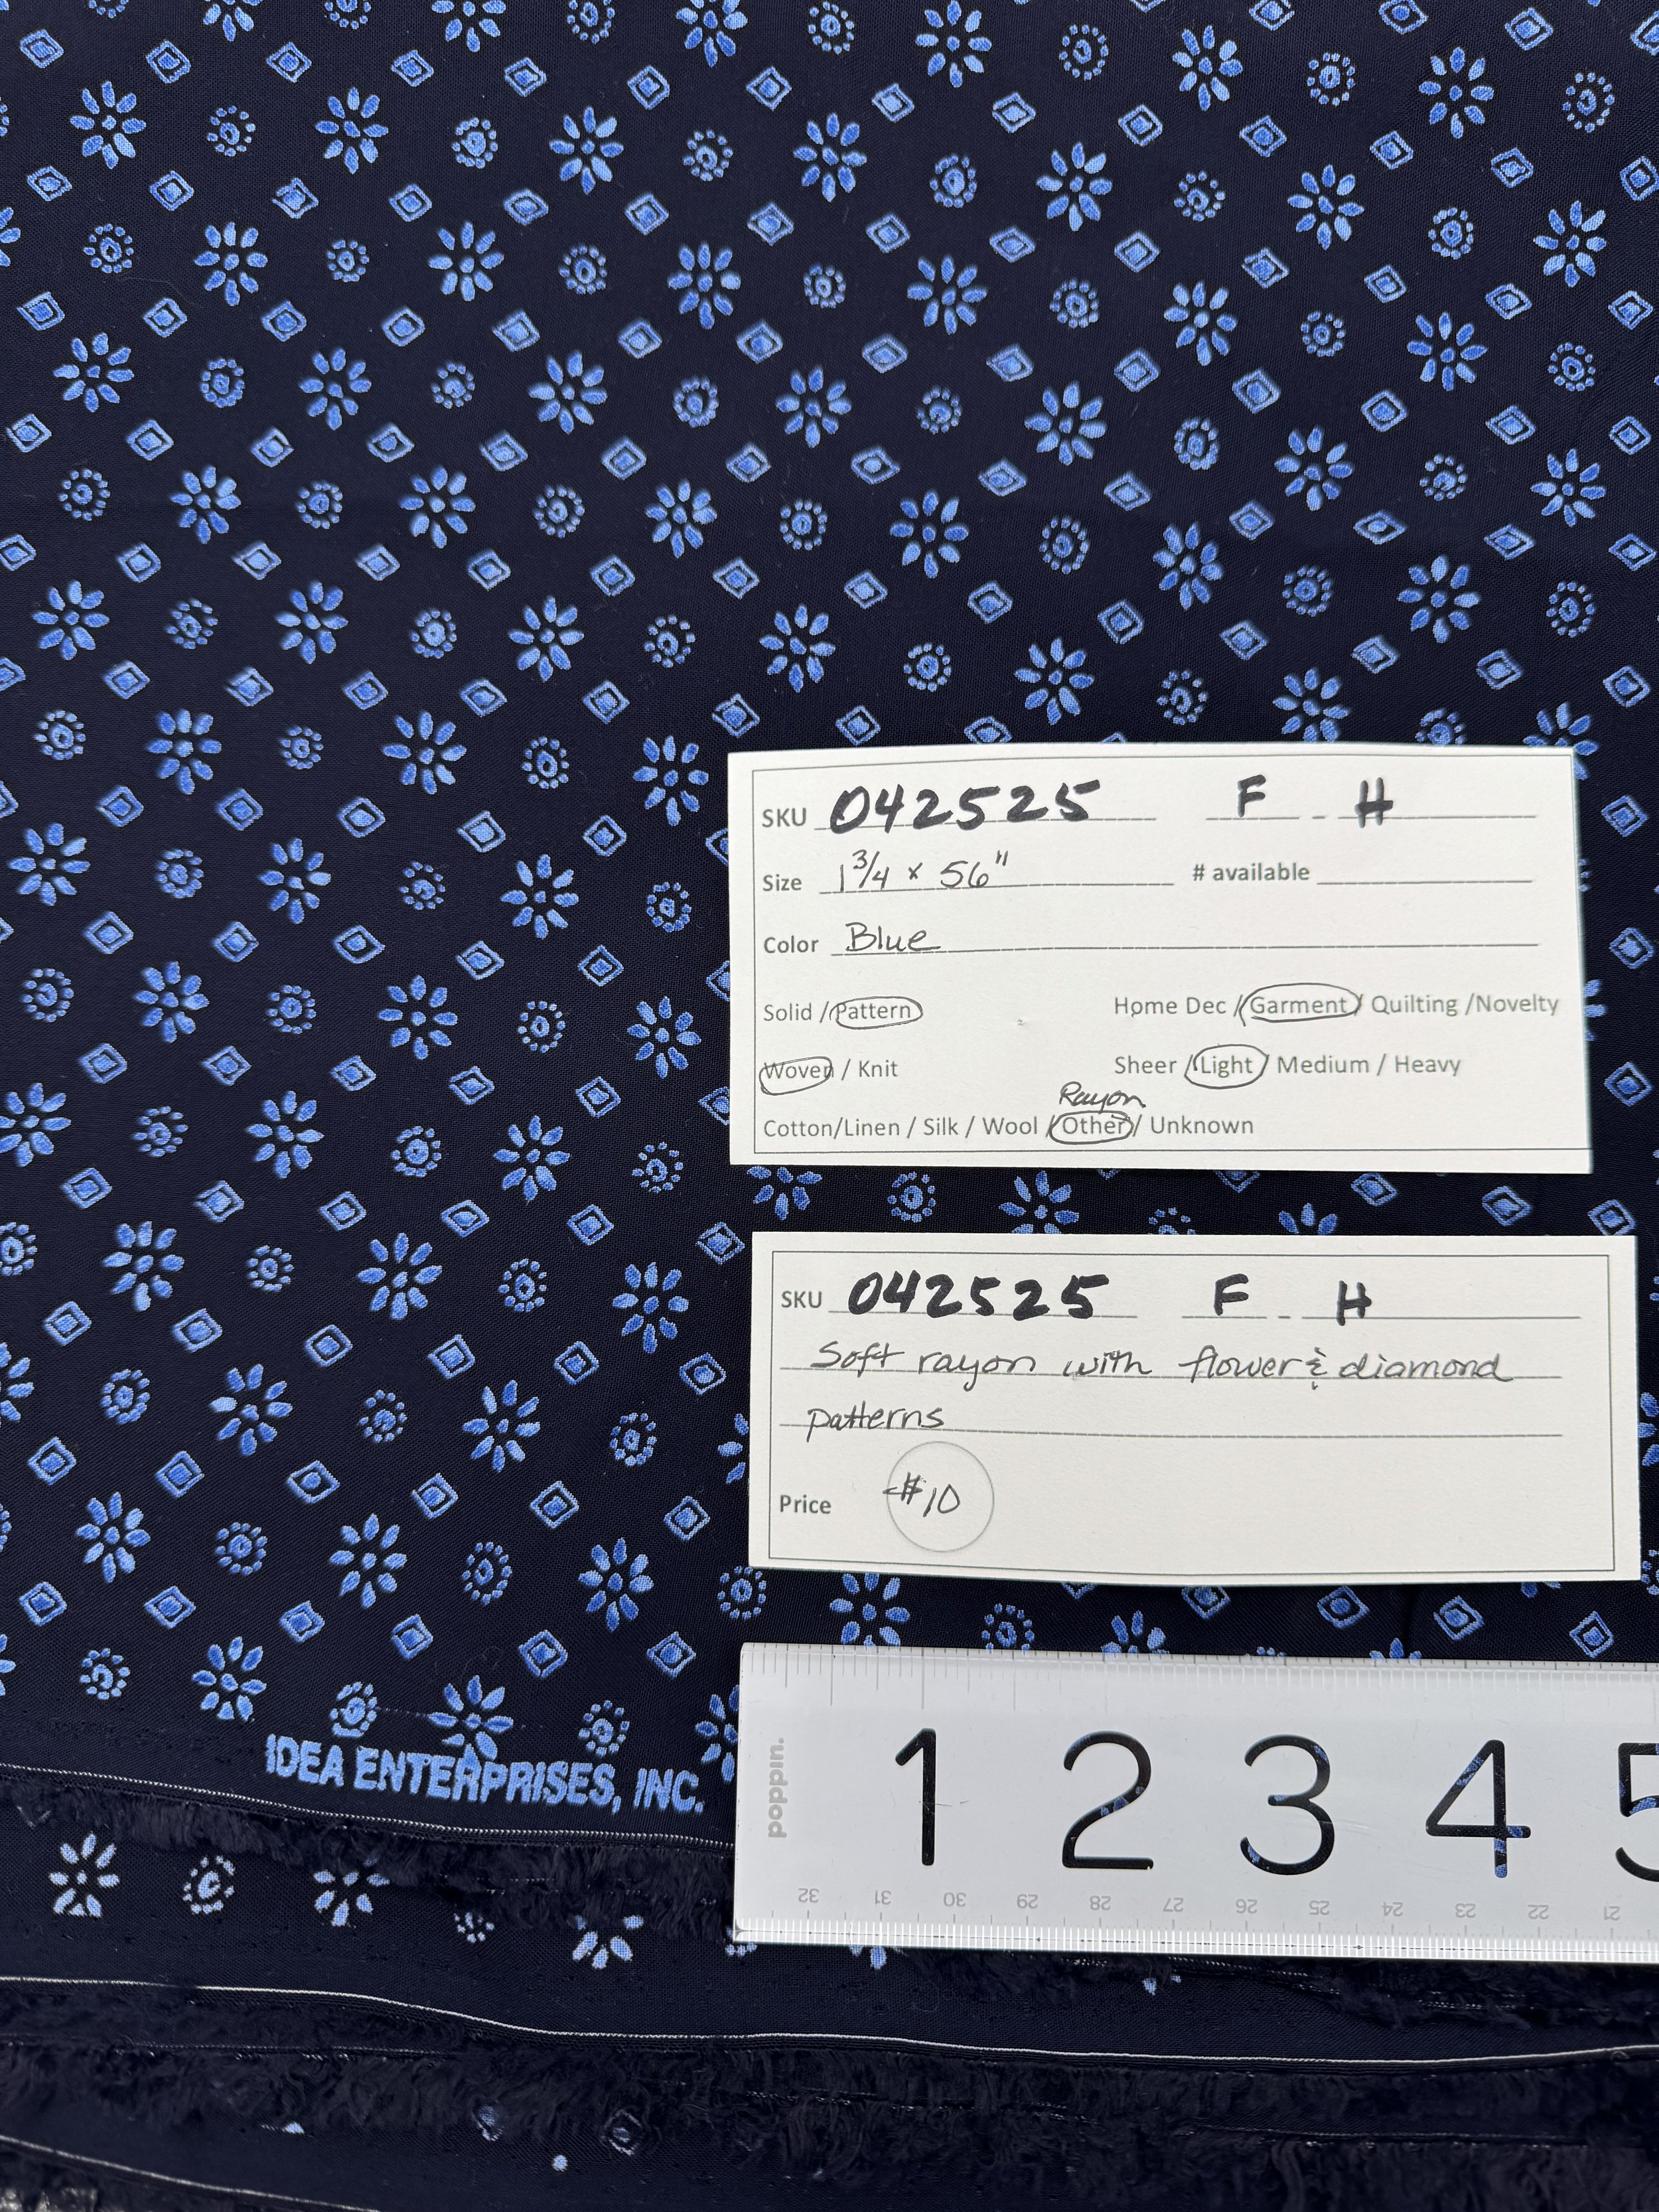 SKU 042525 F - H
Size 1 3/4 x 56" # available
Color Blue
Solid / Pattern Home Dec / Garment / Quilting /Novelty
Woven / Knit Sheer / Light / Medium / Heavy
Rayon
Cotton/Linen / Silk / Wool / Other / Unknown
SKU 042525 F - H
Soft rayon with flower & diamond
patterns
Price $10
IDEA ENTERPRISES, INC.
poppin.
1 2 3 4 5
32 31 30 29 28 27 26 25 24 23 22 21